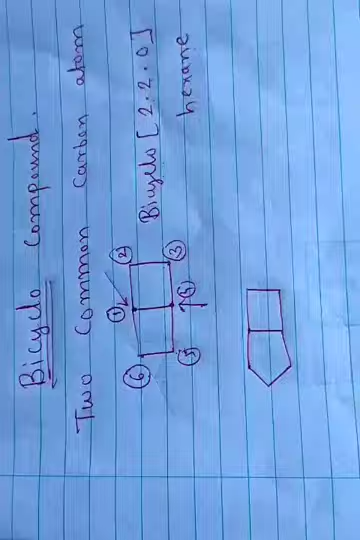 Bicyclo Compound.
Two Common Carbon atom
② ③
① ④
⑥ ⑤
Bicyclo [2.2.0]
hexane